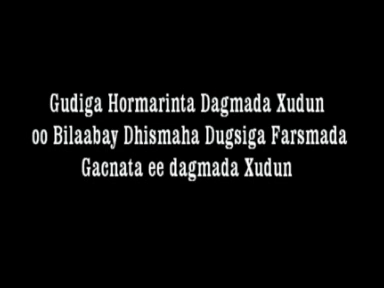 Gudiga Hormarinta Dagmada Xudun
oo Bilaabay Dhismaha Dugsiga Farsmada
Gacnata ee dagmada Xudun